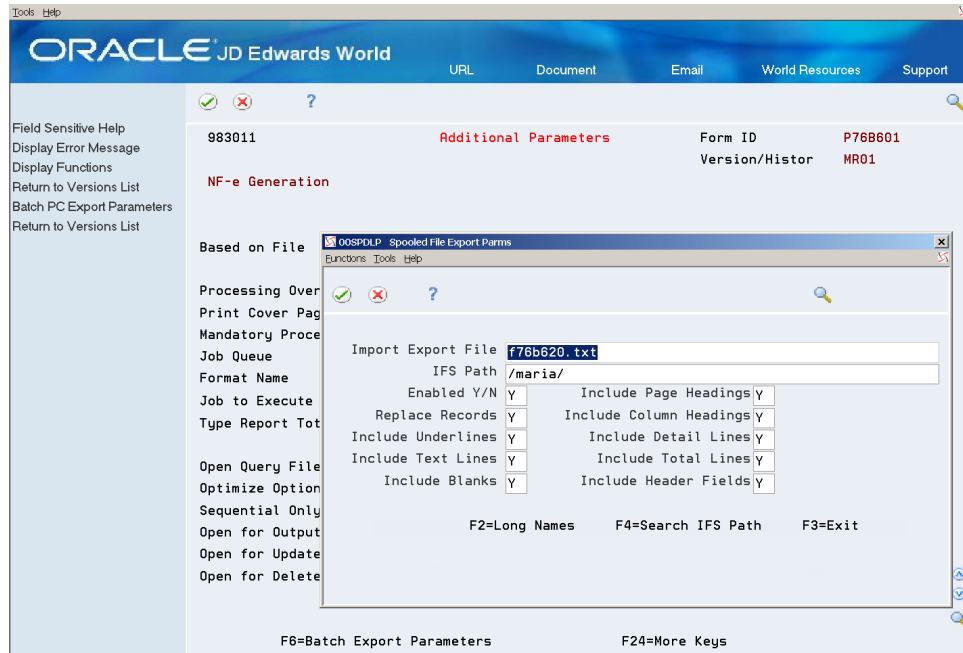 Tools Help
ORACLE JD Edwards World
URL Document Email World Resources Support
Field Sensitive Help
Display Error Message
Display Functions
Return to Versions List
Batch PC Export Parameters
Return to Versions List
?
983011 Additional Parameters Form ID P76B601
Version/Histor MR01
NF-e Generation
Based on File
Processing Over
Print Cover Pag
Mandatory Proce
Job Queue
Format Name
Job to Execute
Type Report Tot
Open Query File
Optimize Option
Sequential Only
Open for Output
Open for Update
Open for Delete
00SPDLP Spooled File Export Parms
Functions Tools Help
?
Import Export File f76b620.txt
IFS Path /maria/
Enabled Y/N Y Include Page Headings Y
Replace Records Y Include Column Headings Y
Include Underlines Y Include Detail Lines Y
Include Text Lines Y Include Total Lines Y
Include Blanks Y Include Header Fields Y
F2=Long Names F4=Search IFS Path F3=Exit
F6=Batch Export Parameters F24=More Keys